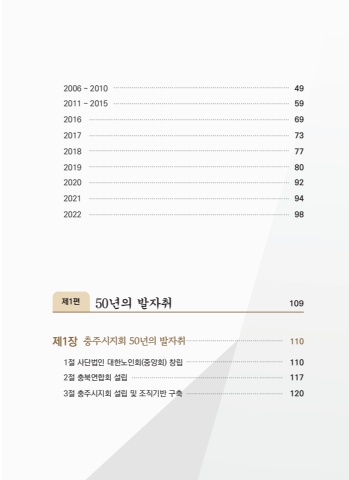 2006 - 2010 49
2011 - 2015 59
2016 69
2017 73
2018 77
2019 80
2020 92
2021 94
2022 98
제1편 50년의 발자취 109
제1장 충주시지회 50년의 발자취 110
1절 사단법인 대한노인회(중앙회) 창립 110
2절 충북연합회 설립 117
3절 충주시지회 설립 및 조직기반 구축 120